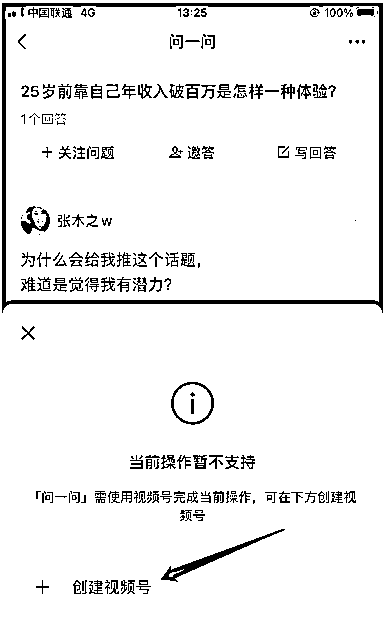 中国联通 4G 13:25 100%
问一问
25岁前靠自己年收入破百万是怎样一种体验?
1个回答
+ 关注问题 邀答 写回答
张木之w
为什么会给我推这个话题，
难道是觉得我有潜力?
当前操作暂不支持
「问一问」需使用视频号完成当前操作，可在下方创建视
频号
+ 创建视频号